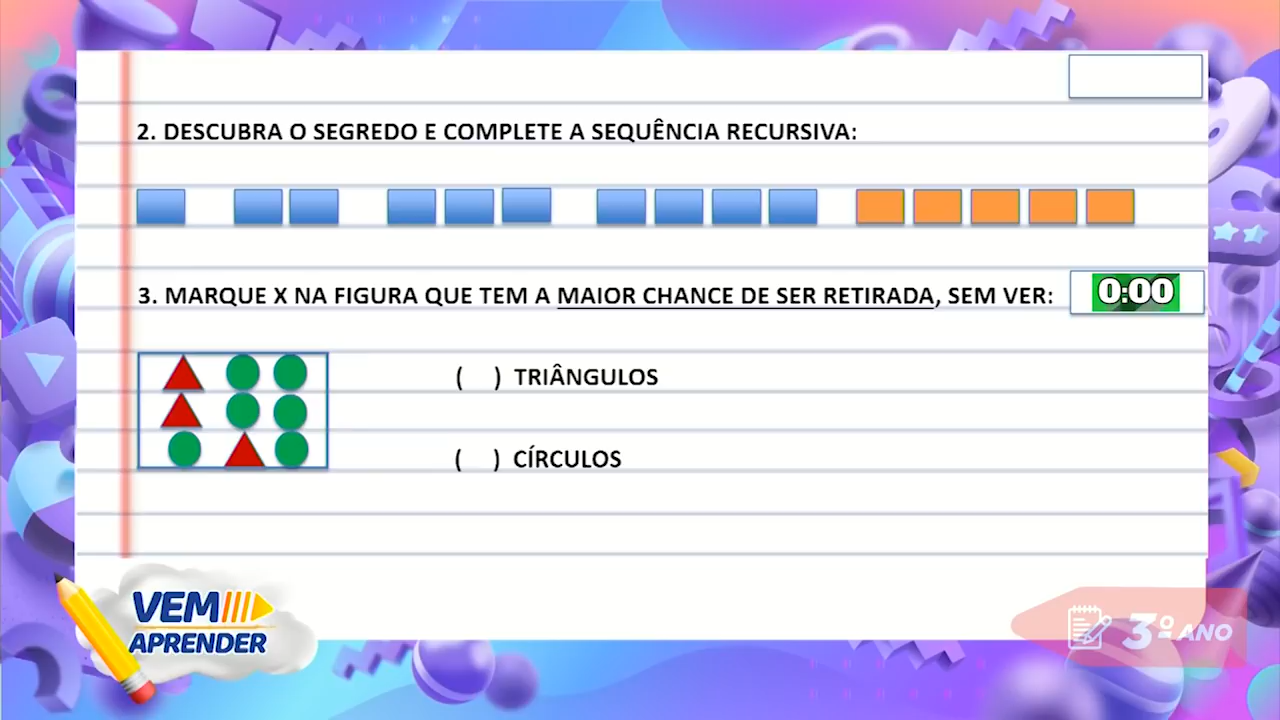 2. DESCUBRA O SEGREDO E COMPLETE A SEQUÊNCIA RECURSIVA:
3. MARQUE X NA FIGURA QUE TEM A MAIOR CHANCE DE SER RETIRADA, SEM VER:
0:00
(   ) TRIÂNGULOS
(   ) CÍRCULOS
VEM
APRENDER
3º ANO